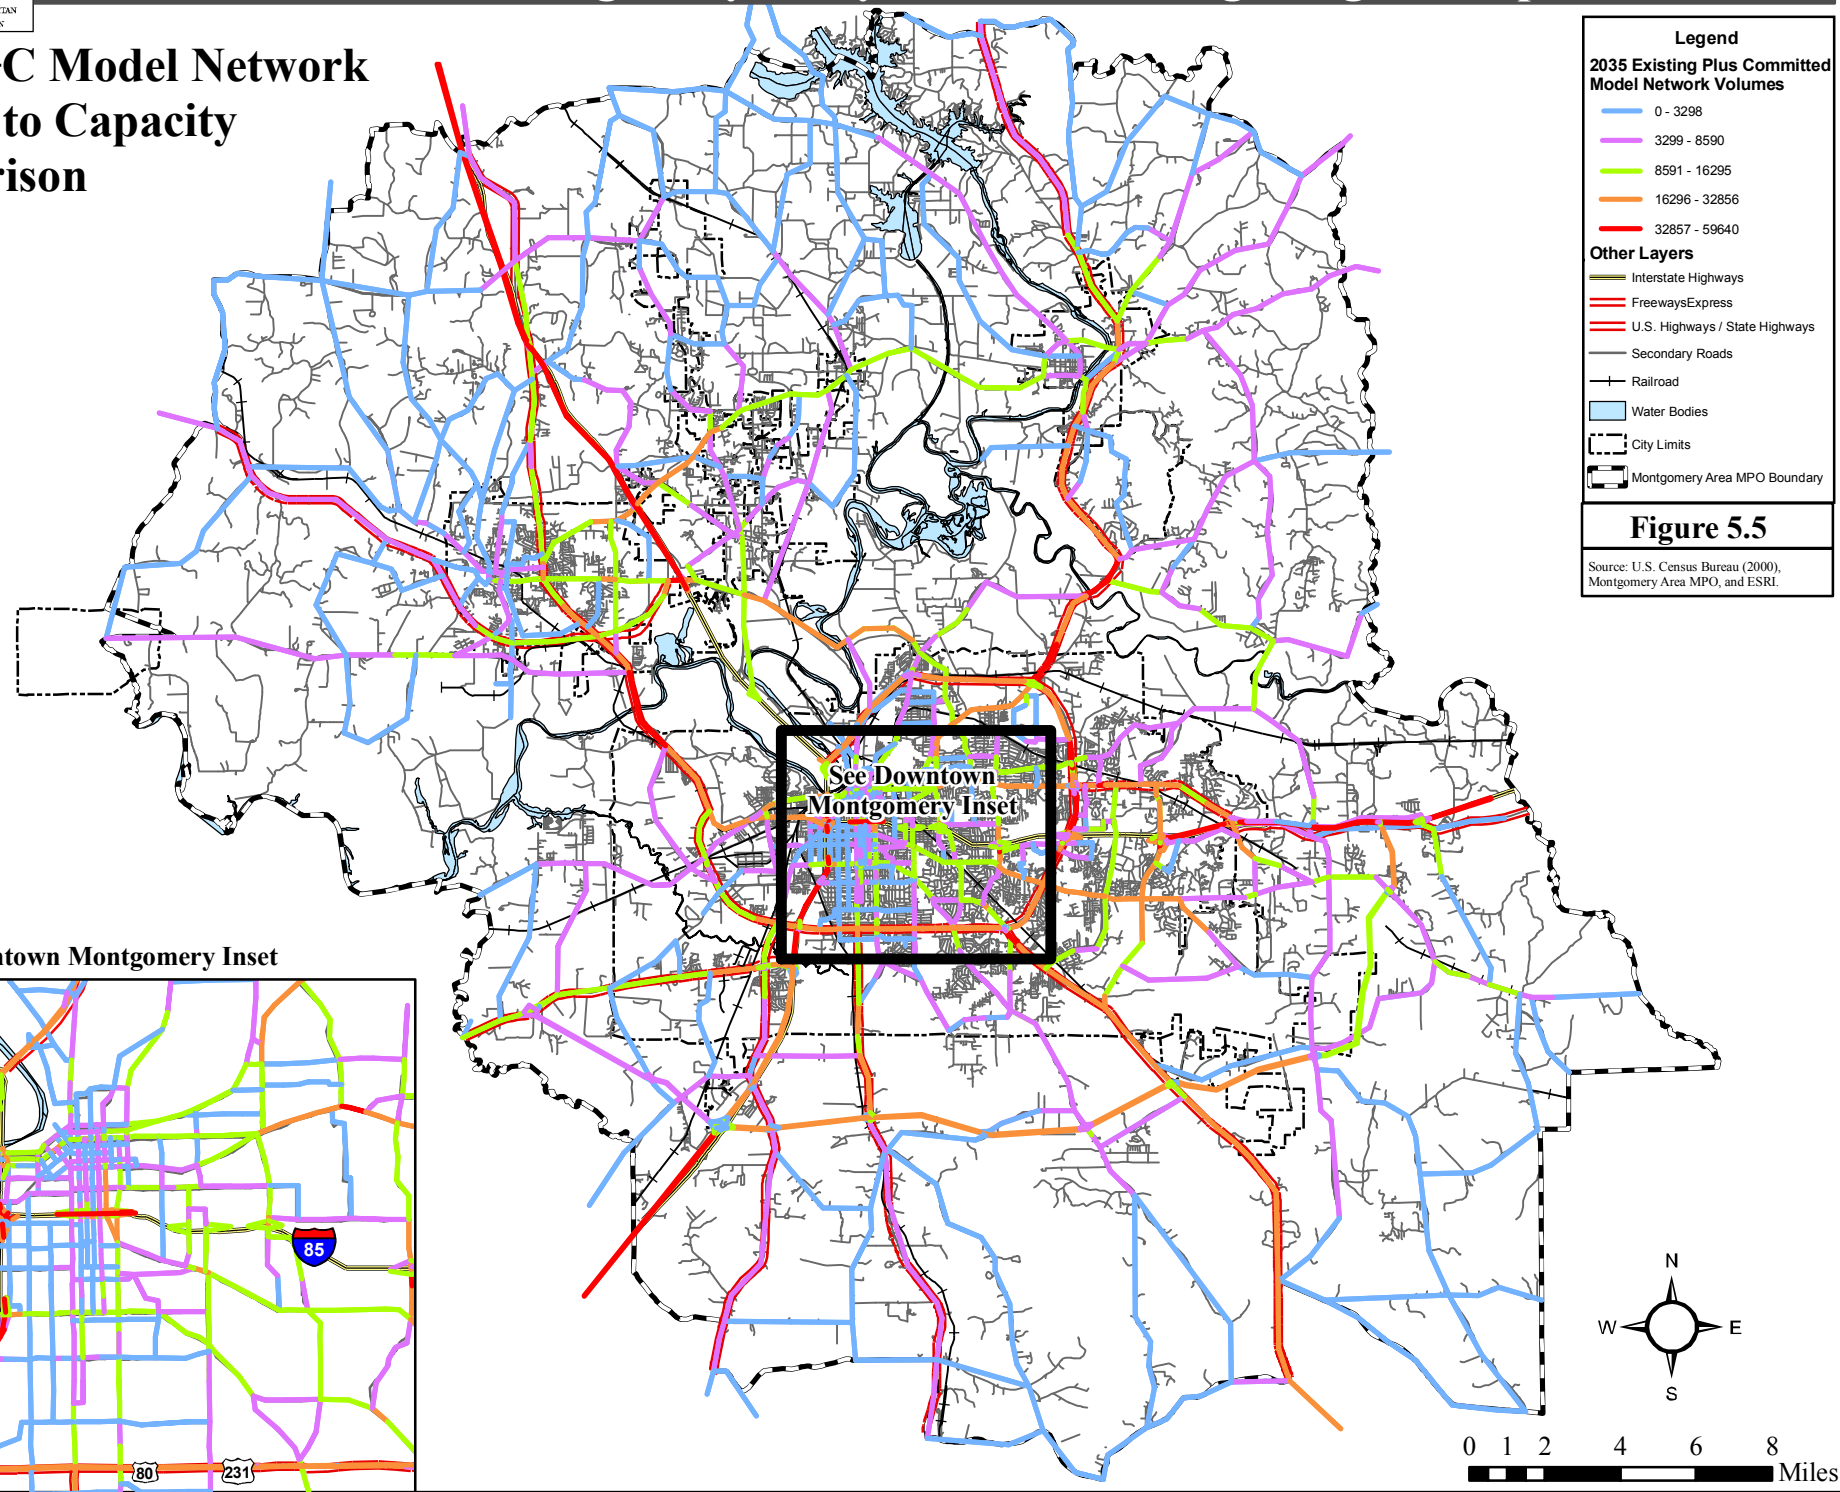 TAN
N
C Model Network
to Capacity
rison
Legend
2035 Existing Plus Committed
Model Network Volumes
0 - 3298
3299 - 8590
8591 - 16295
16296 - 32856
32857 - 59640
Other Layers
Interstate Highways
FreewaysExpress
U.S. Highways / State Highways
Secondary Roads
Railroad
Water Bodies
City Limits
Montgomery Area MPO Boundary
Figure 5.5
Source: U.S. Census Bureau (2000),
Montgomery Area MPO, and ESRI.
See Downtown
Montgomery Inset
ntown Montgomery Inset
85
80
231
N
W
E
S
0 1 2 4 6 8
Miles